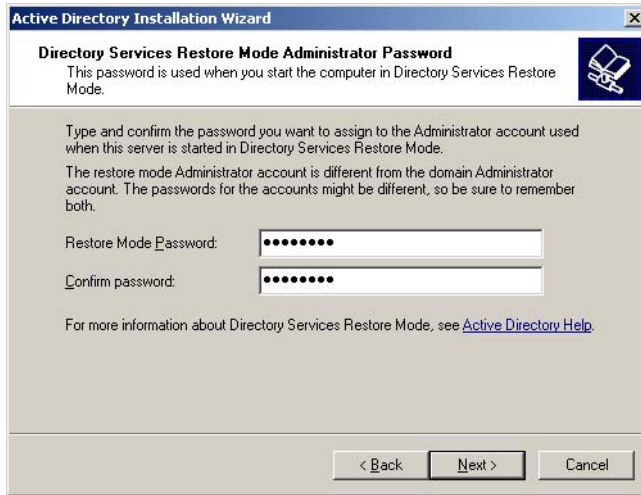 Active Directory Installation Wizard
Directory Services Restore Mode Administrator Password
This password is used when you start the computer in Directory Services Restore
Mode.
Type and confirm the password you want to assign to the Administrator account used
when this server is started in Directory Services Restore Mode.
The restore mode Administrator account is different from the domain Administrator
account. The passwords for the accounts might be different, so be sure to remember
both.
Restore Mode Password: ●●●●●●●●
Confirm password: ●●●●●●●●
For more information about Directory Services Restore Mode, see Active Directory Help.
< Back Next > Cancel